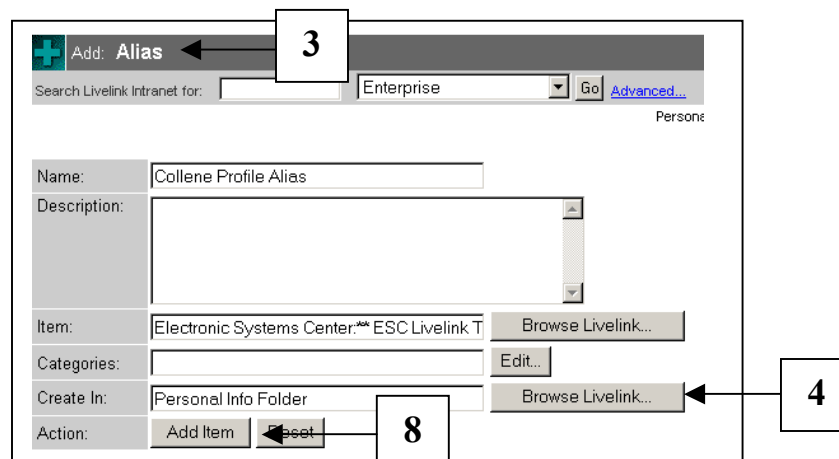 Add: Alias
3
Search Livelink Intranet for: Enterprise Go Advanced...
Persona
Name: Collene Profile Alias
Description:
Item: Electronic Systems Center:** ESC Livelink T Browse Livelink...
Categories: Edit...
Create In: Personal Info Folder Browse Livelink...
4
Action: Add Item Reset
8